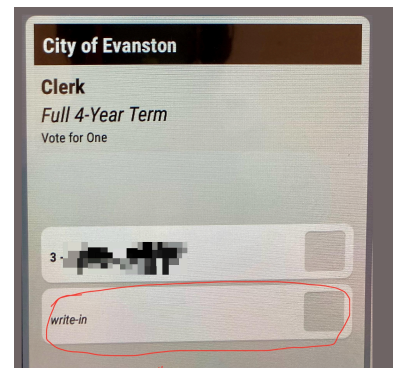 City of Evanston
Clerk
Full 4-Year Term
Vote for One
3 -
write-in